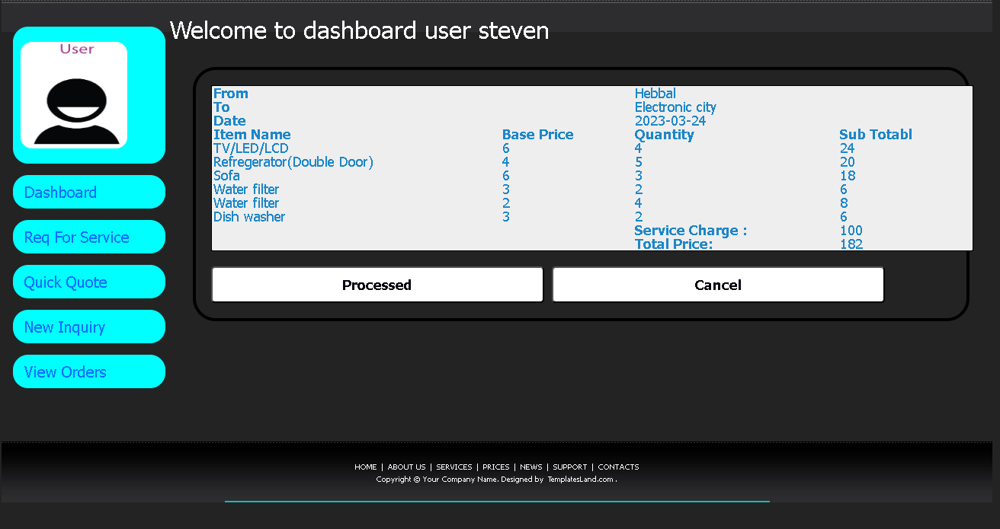 Welcome to dashboard user steven
User
Dashboard
Req For Service
Quick Quote
New Inquiry
View Orders
From Hebbal
To Electronic city
Date 2023-03-24
Item Name Base Price Quantity Sub Totabl
TV/LED/LCD 6 4 24
Refregerator(Double Door) 4 5 20
Sofa 6 3 18
Water filter 3 2 6
Water filter 2 4 8
Dish washer 3 2 6
Service Charge : 100
Total Price: 182
Processed Cancel
HOME | ABOUT US | SERVICES | PRICES | NEWS | SUPPORT | CONTACTS
Copyright © Your Company Name. Designed by TemplatesLand.com .